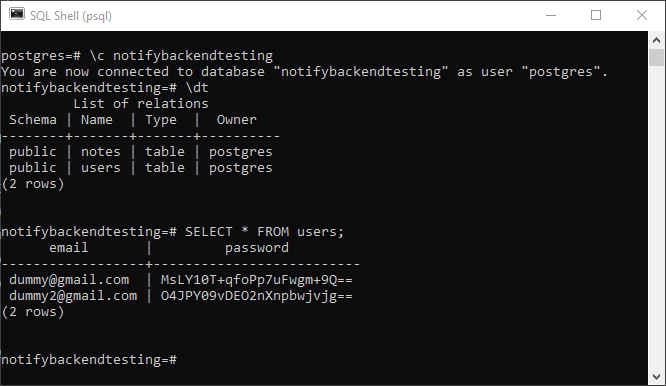 SQL Shell (psql)
postgres=# \c notifybackendtesting
You are now connected to database "notifybackendtesting" as user "postgres".
notifybackendtesting=# \dt
         List of relations
 Schema | Name  | Type  |  Owner
--------+-------+-------+----------
 public | notes | table | postgres
 public | users | table | postgres
(2 rows)
notifybackendtesting=# SELECT * FROM users;
      email       |         password
------------------+--------------------------
 dummy@gmail.com  | MsLY10T+qfoPp7uFwgm+9Q==
 dummy2@gmail.com | O4JPY09vDEO2nXnpbwjvjg==
(2 rows)
notifybackendtesting=#